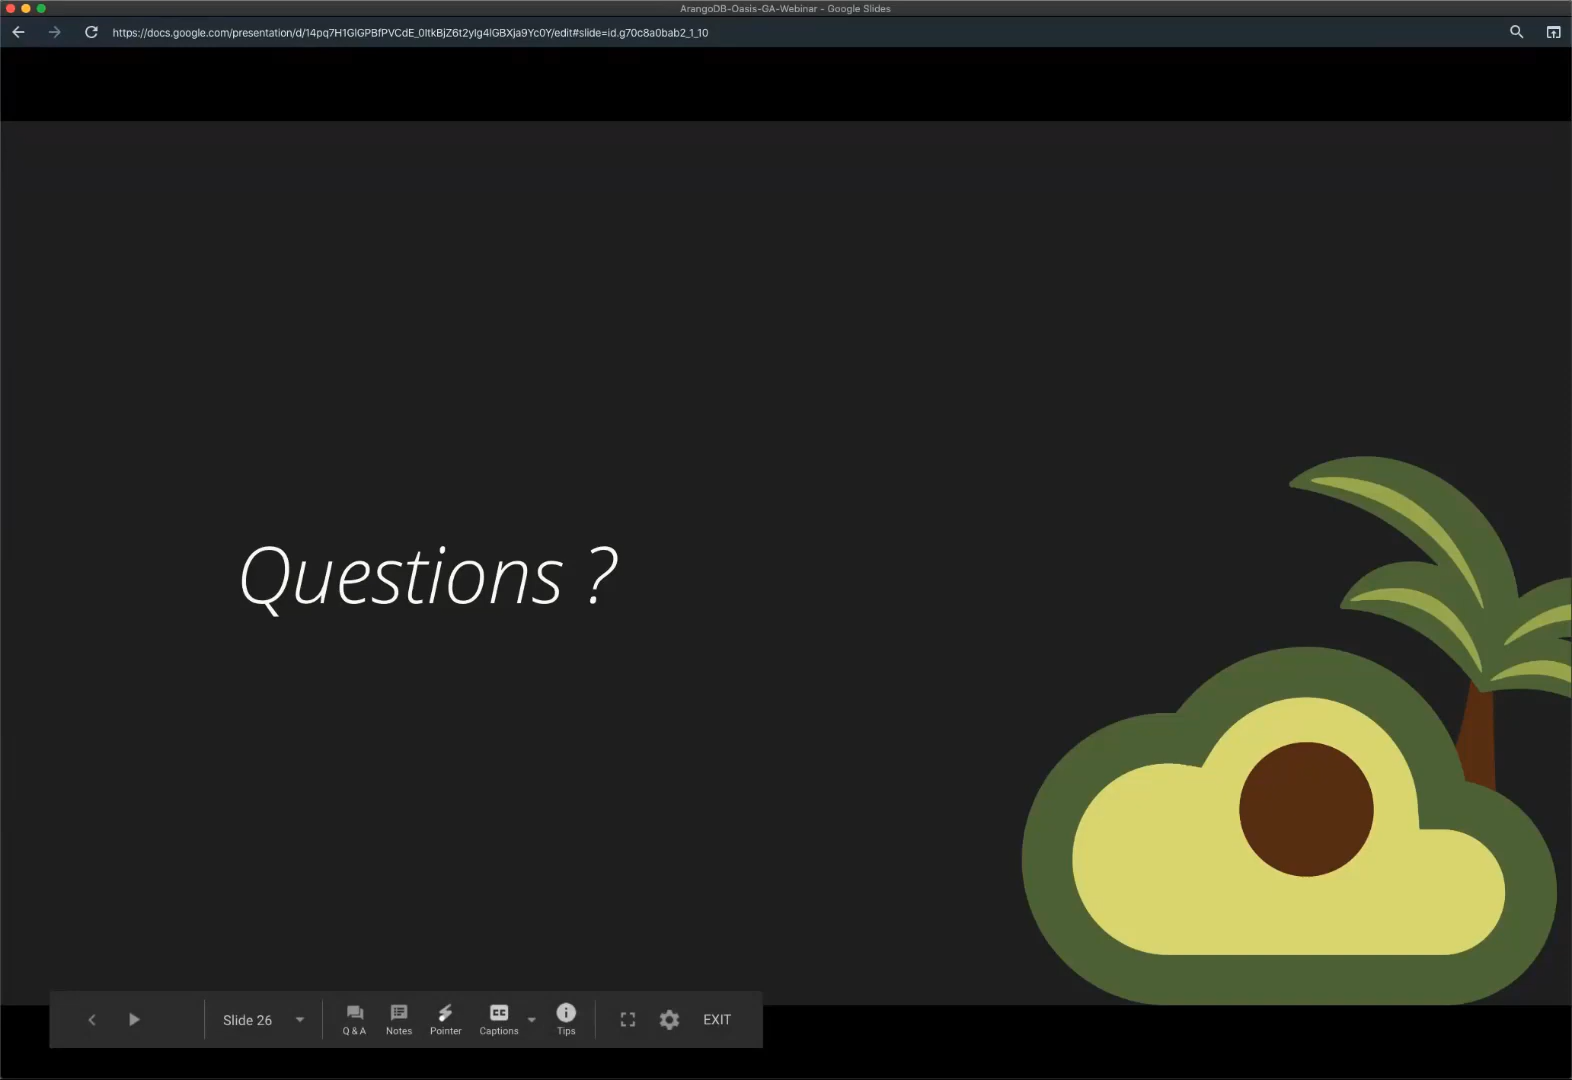 ArangoDB-Oasis-GA-Webinar - Google Slides
https://docs.google.com/presentation/d/14pq7H1GlGPBfPVCdE_0ltkBjZ6t2ylg4lGBXja9Yc0Y/edit#slide=id.g70c8a0bab2_1_10
Questions ?
Slide 26
Q & A
Notes
Pointer
CC
Captions
Tips
EXIT